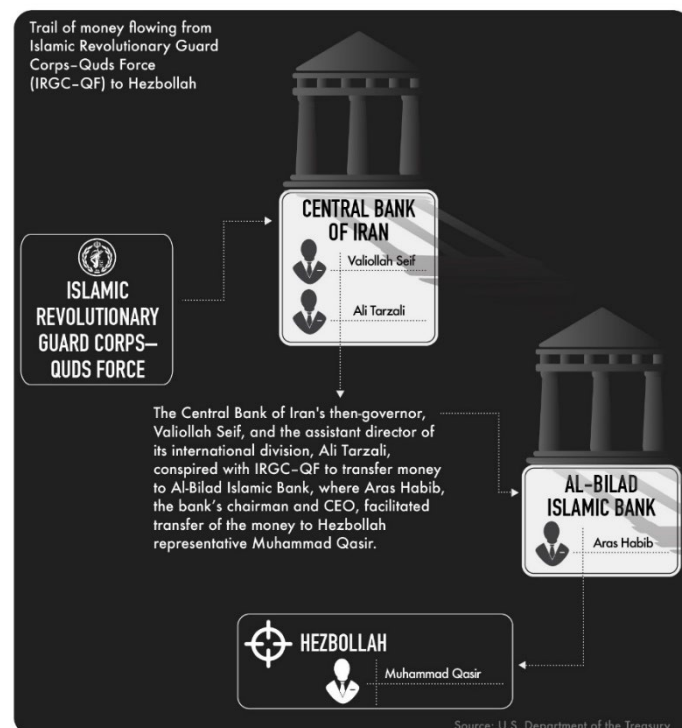 Trail of money flowing from
Islamic Revolutionary Guard
Corps–Quds Force
(IRGC–QF) to Hezbollah
CENTRAL BANK
OF IRAN
Valiollah Seif
Ali Tarzali
ISLAMIC
REVOLUTIONARY
GUARD CORPS–
QUDS FORCE
The Central Bank of Iran's then-governor,
Valiollah Seif, and the assistant director of
its international division, Ali Tarzali,
conspired with IRGC–QF to transfer money
to Al-Bilad Islamic Bank, where Aras Habib,
the bank's chairman and CEO, facilitated
transfer of the money to Hezbollah
representative Muhammad Qasir.
AL-BILAD
ISLAMIC BANK
Aras Habib
HEZBOLLAH
Muhammad Qasir
Source: U.S. Department of the Treasury